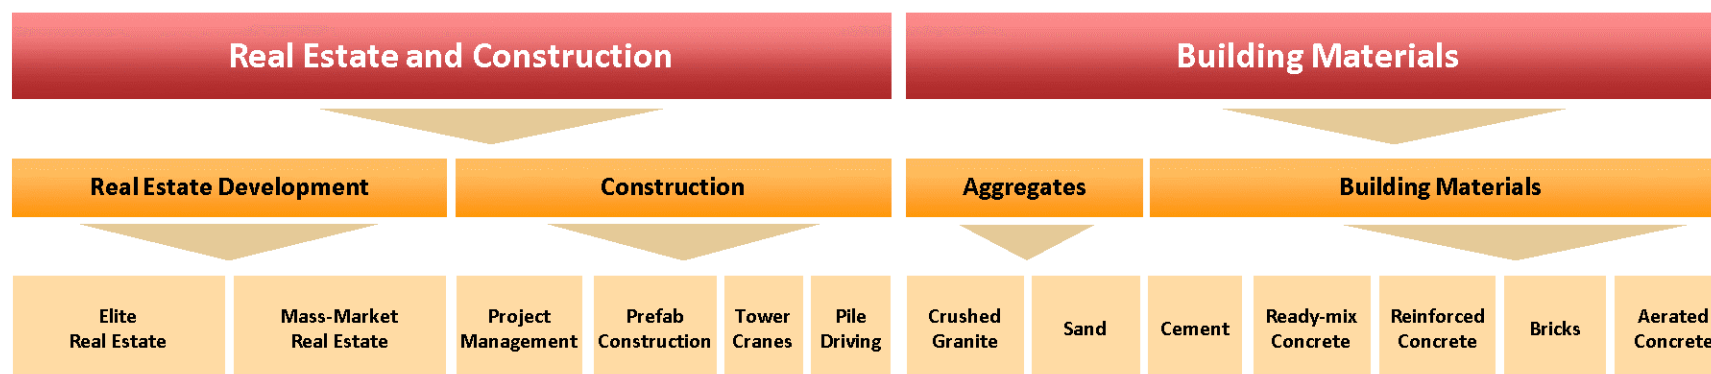 Real Estate and Construction
Building Materials
Real Estate Development
Construction
Aggregates
Building Materials
Elite
Real Estate
Mass-Market
Real Estate
Project
Management
Prefab
Construction
Tower
Cranes
Pile
Driving
Crushed
Granite
Sand
Cement
Ready-mix
Concrete
Reinforced
Concrete
Bricks
Aerated
Concrete